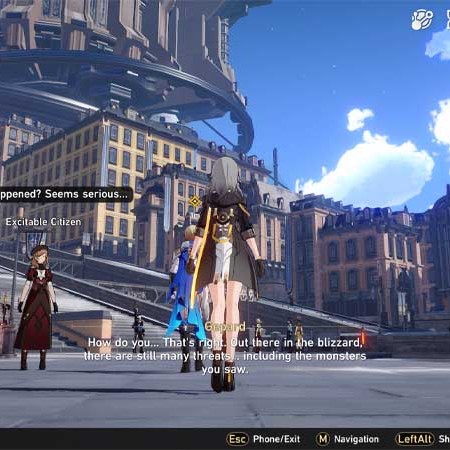 ppened? Seems serious...
Excitable Citizen
Gepard
How do you... That's right. Out there in the blizzard,
there are still many threats... including the monsters
you saw.
Esc Phone/Exit M Navigation LeftAlt Sh